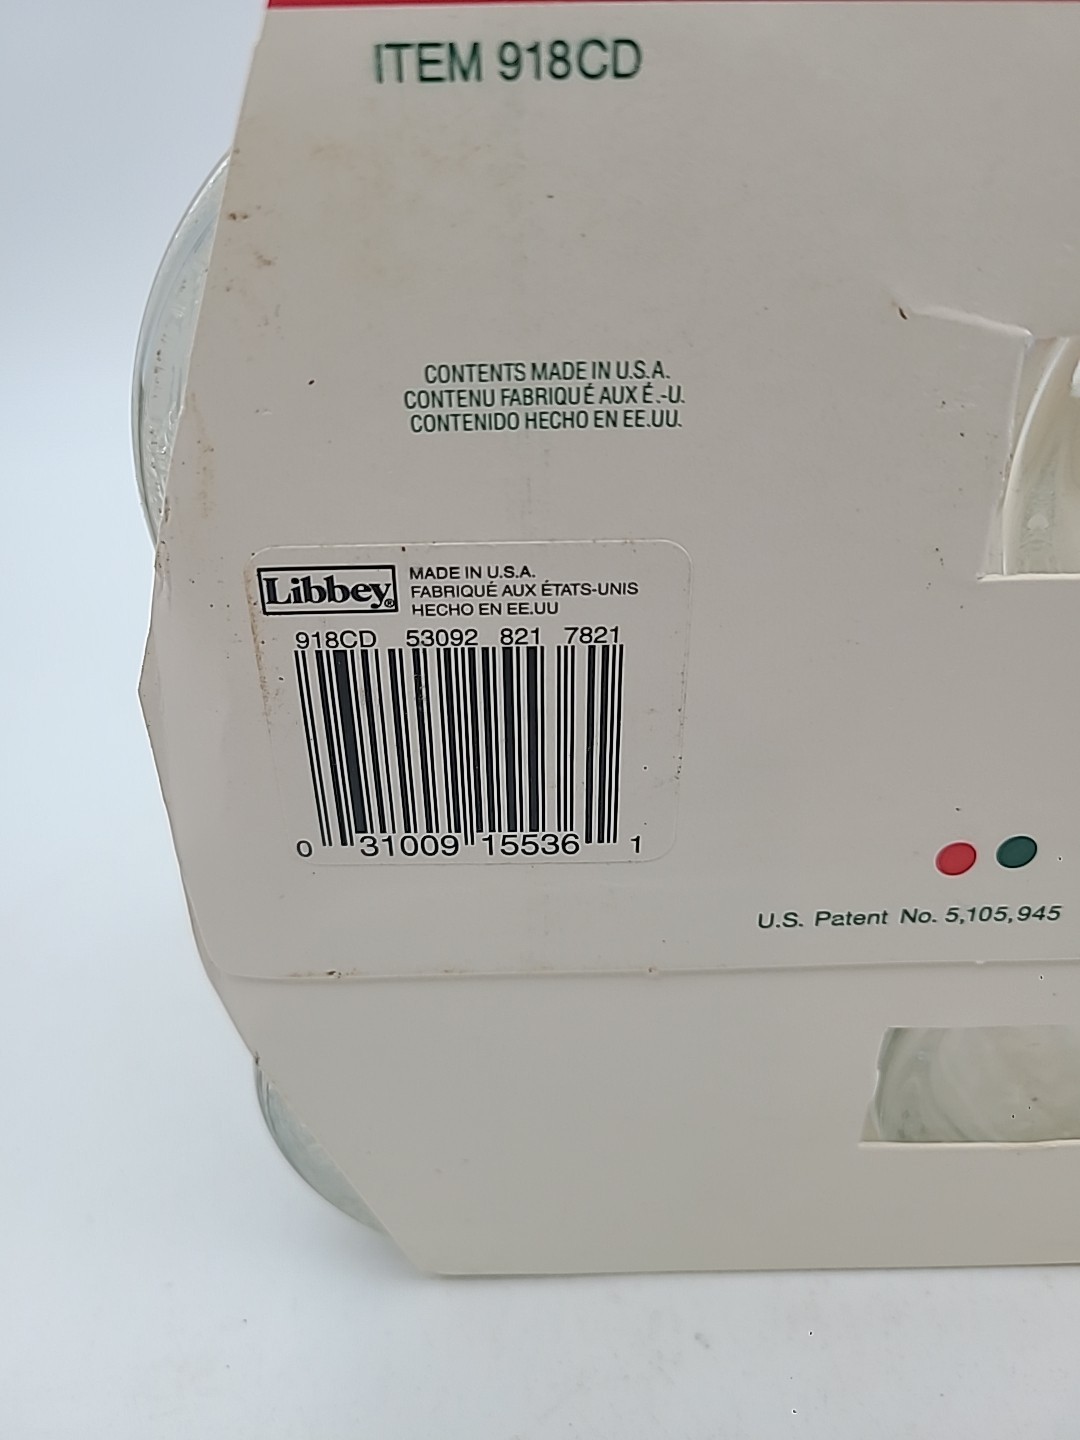 ITEM 918CD
CONTENTS MADE IN U.S.A.
CONTENU FABRIQUÉ AUX É.-U.
CONTENIDO HECHO EN EE.UU.
Libbey®
MADE IN U.S.A.
FABRIQUÉ AUX ÉTATS-UNIS
HECHO EN EE.UU
918CD 53092 821 7821
0 31009 15536 1
U.S. Patent No. 5,105,945